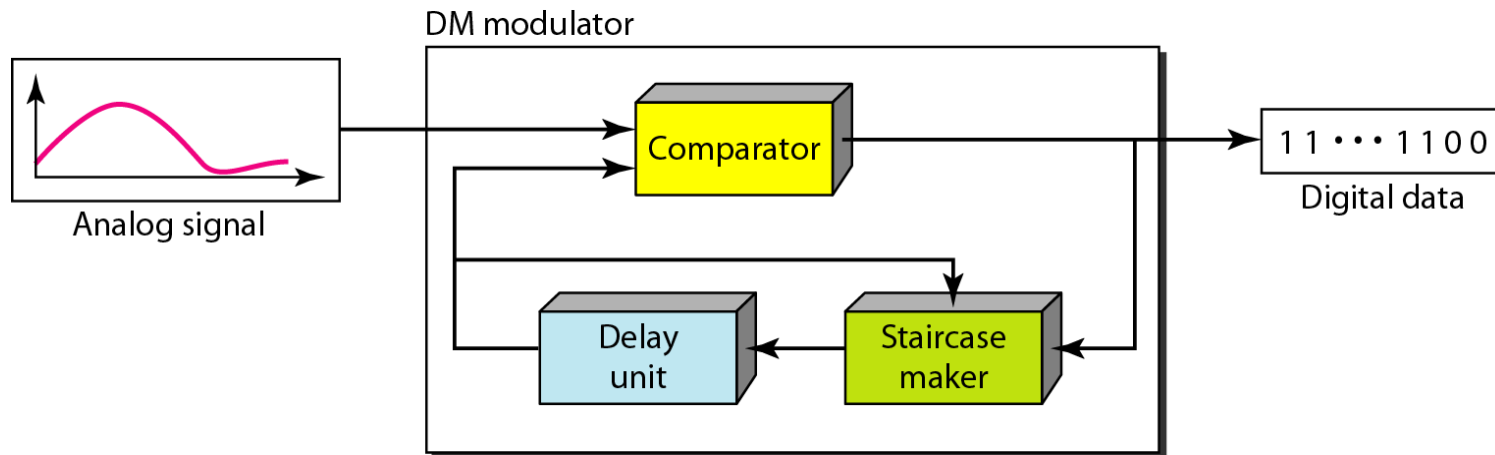 DM modulator
Analog signal
Comparator
1 1 ••• 1 1 0 0
Digital data
Delay
unit
Staircase
maker